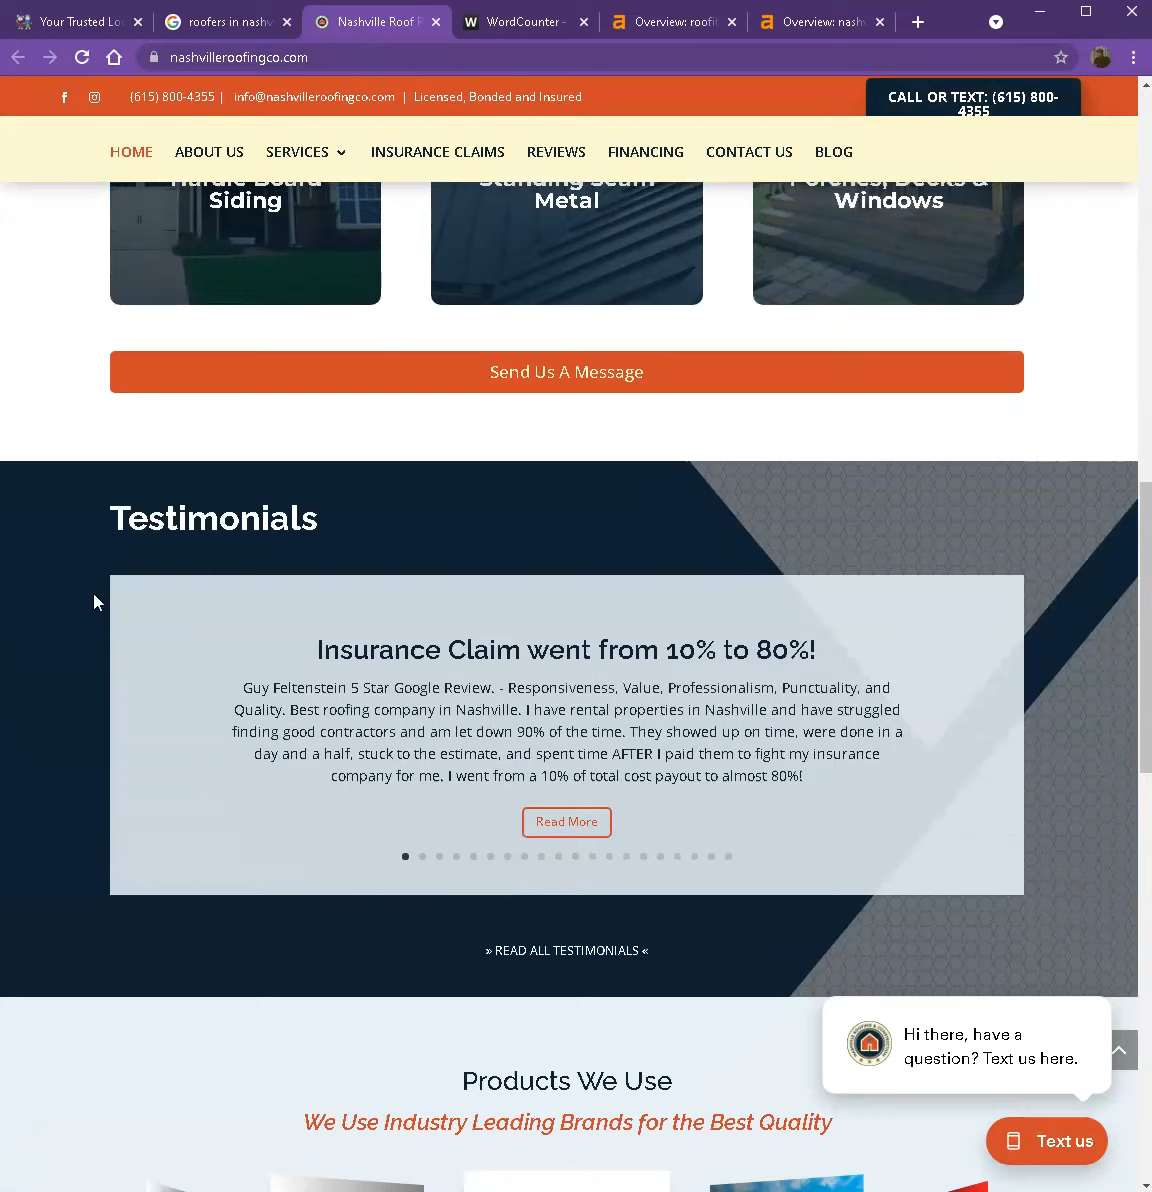 Your Trusted Lo
roofers in nashv
Nashville Roof R
WordCounter -
Overview: roofit
Overview: nash
nashvilleroofingco.com
(615) 800-4355 | info@nashvilleroofingco.com | Licensed, Bonded and Insured
CALL OR TEXT: (615) 800-
4355
HOME ABOUT US SERVICES INSURANCE CLAIMS REVIEWS FINANCING CONTACT US BLOG
Hardie Board
Siding
Standing Seam
Metal
Porches, Decks &
Windows
Send Us A Message
Testimonials
Insurance Claim went from 10% to 80%!
Guy Feltenstein 5 Star Google Review. - Responsiveness, Value, Professionalism, Punctuality, and
Quality. Best roofing company in Nashville. I have rental properties in Nashville and have struggled
finding good contractors and am let down 90% of the time. They showed up on time, were done in a
day and a half, stuck to the estimate, and spent time AFTER I paid them to fight my insurance
company for me. I went from a 10% of total cost payout to almost 80%!
Read More
» READ ALL TESTIMONIALS «
Products We Use
We Use Industry Leading Brands for the Best Quality
Hi there, have a
question? Text us here.
Text us